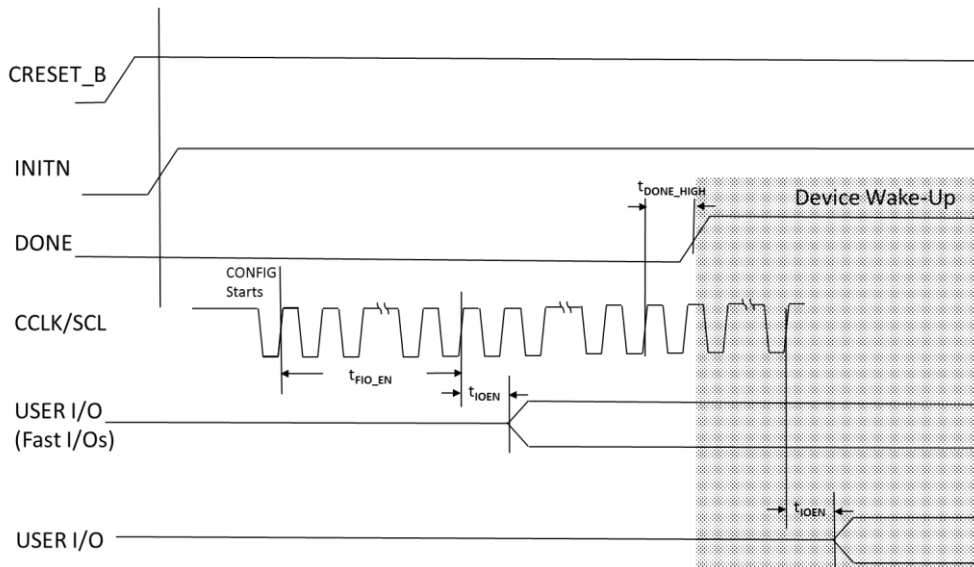 CRESET_B
INITN
tDONE_HIGH
Device Wake-Up
DONE
CONFIG
Starts
CCLK/SCL
tFIO_EN
tIOEN
USER I/O
(Fast I/Os)
tIOEN
USER I/O